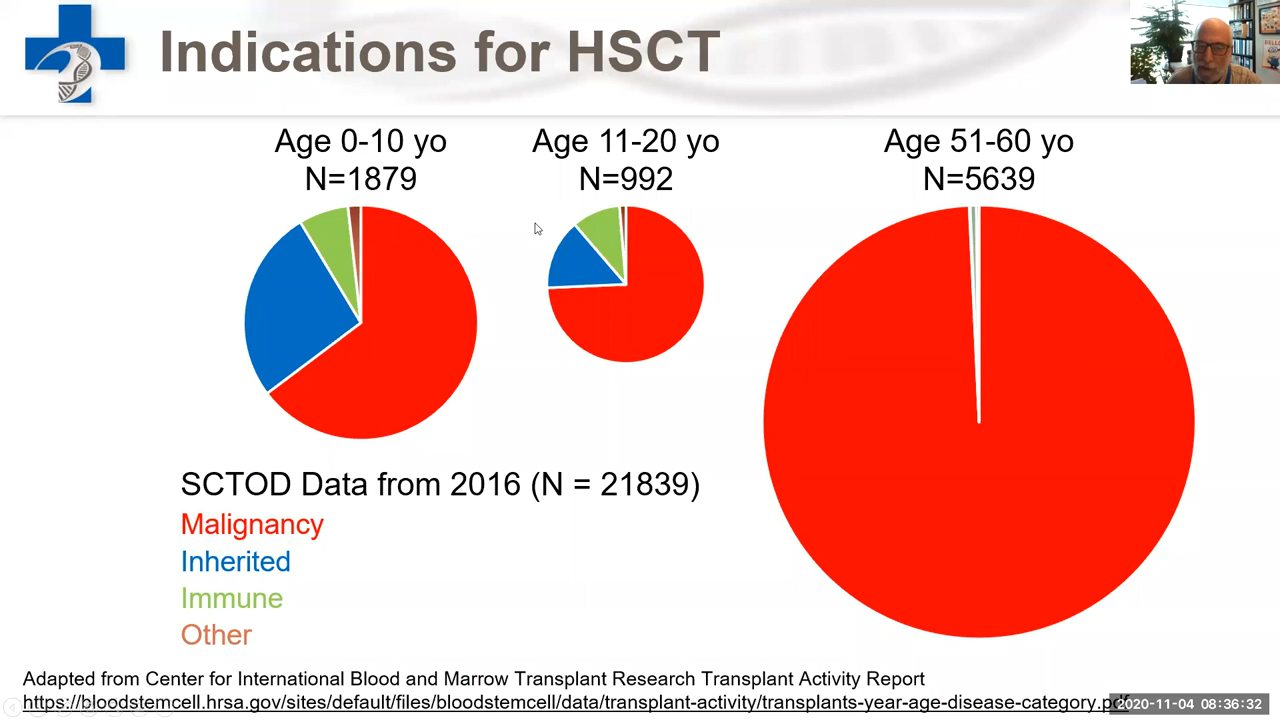 Indications for HSCT
Age 0-10 yo
N=1879
Age 11-20 yo
N=992
Age 51-60 yo
N=5639
SCTOD Data from 2016 (N = 21839)
Malignancy
Inherited
Immune
Other
Adapted from Center for International Blood and Marrow Transplant Research Transplant Activity Report
https://bloodstemcell.hrsa.gov/sites/default/files/bloodstemcell/data/transplant-activity/transplants-year-age-disease-category.pdf
2020-11-04 08:36:32